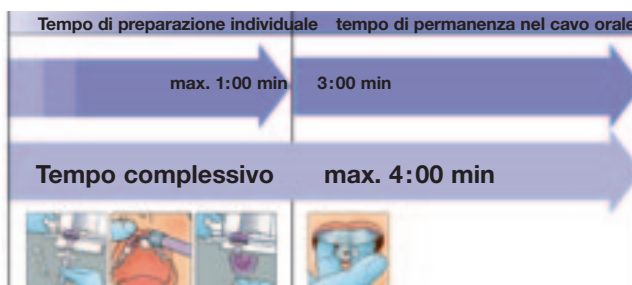 Tempo di preparazione individuale tempo di permanenza nel cavo orale
max. 1:00 min 3:00 min
Tempo complessivo max. 4:00 min